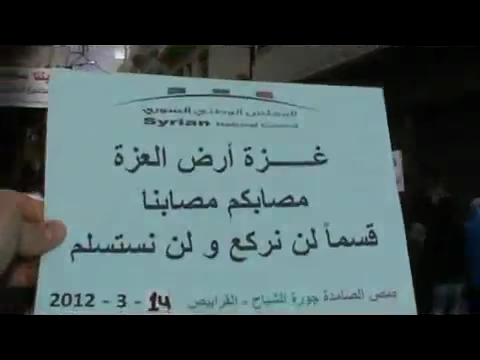 المجلس الوطني السوري
Syrian National Council
غـــزة أرض العزة
مصابكم مصابنا
قسماً لن نركع و لن نستسلم
حمص الصامدة جورة الشياح - القرابيص
2012 - 3 - 14